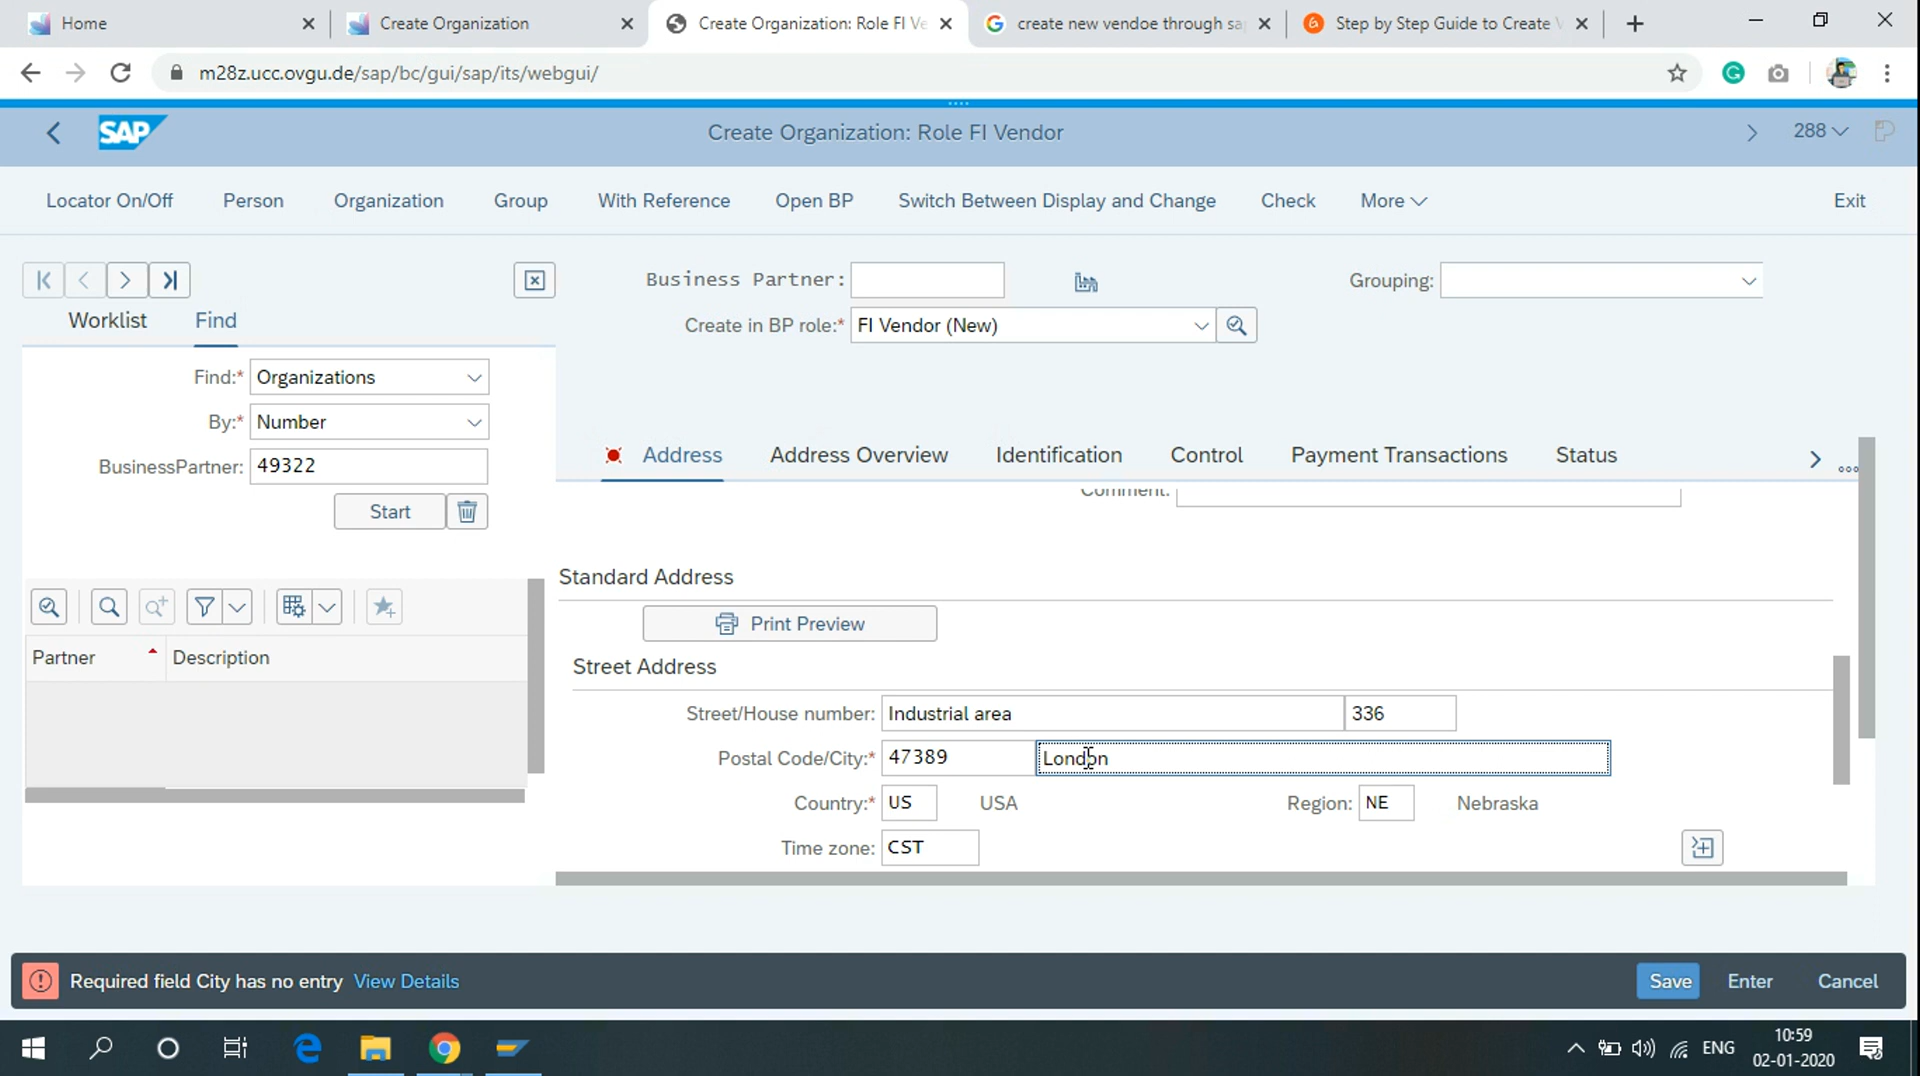 Home
Create Organization
Create Organization: Role FI Ve
create new vendoe through sa
Step by Step Guide to Create V
m28z.ucc.ovgu.de/sap/bc/gui/sap/its/webgui/
SAP
Create Organization: Role FI Vendor
288
Locator On/Off
Person
Organization
Group
With Reference
Open BP
Switch Between Display and Change
Check
More
Exit
Business Partner:
Grouping:
Create in BP role:* FI Vendor (New)
Worklist
Find
Find:* Organizations
By:* Number
BusinessPartner: 49322
Start
Partner
Description
Address
Address Overview
Identification
Control
Payment Transactions
Status
Comment:
Standard Address
Print Preview
Street Address
Street/House number: Industrial area 336
Postal Code/City:* 47389 London
Country:* US USA Region: NE Nebraska
Time zone: CST
Required field City has no entry View Details
Save
Enter
Cancel
ENG
10:59
02-01-2020